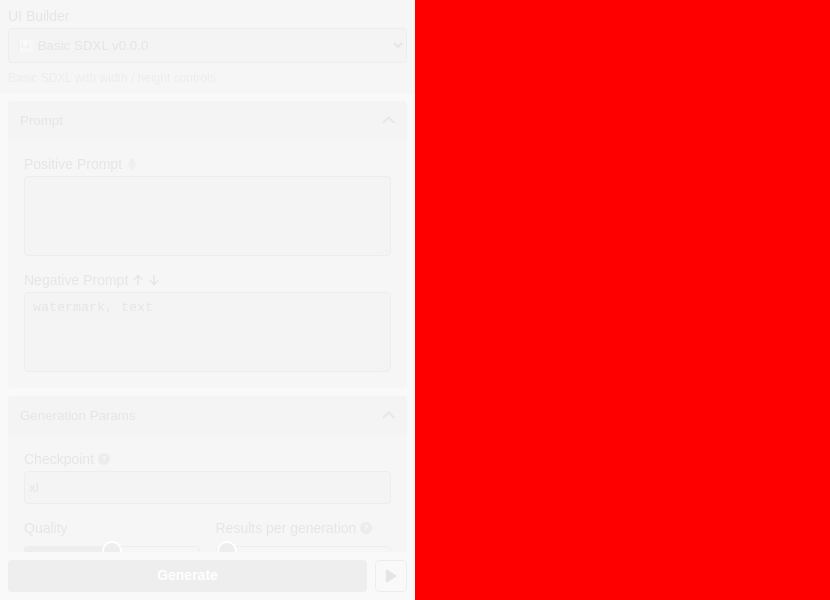 UI Builder
Basic SDXL v0.0.0
Basic SDXL with width / height controls
Prompt
Positive Prompt
Negative Prompt
watermark, text
Generation Params
Checkpoint
xl
Quality
Results per generation
Generate